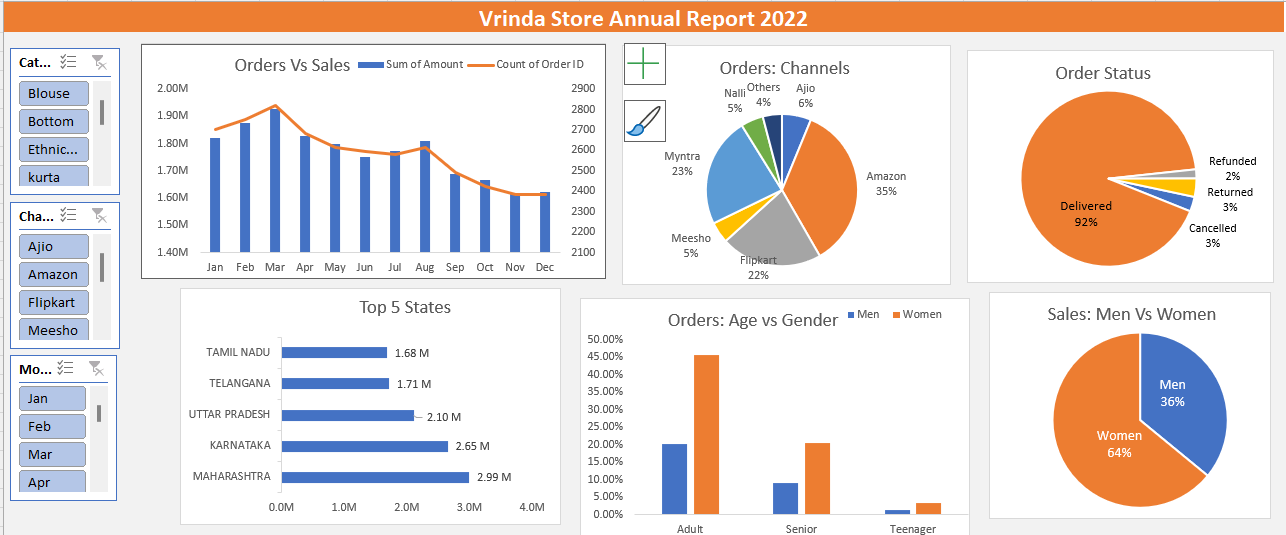 Vrinda Store Annual Report 2022
Cat...
Blouse
Bottom
Ethnic...
kurta
Cha...
Ajio
Amazon
Flipkart
Meesho
Mo...
Jan
Feb
Mar
Apr
Orders Vs Sales
Sum of Amount
Count of Order ID
2.00M
1.90M
1.80M
1.70M
1.60M
1.50M
1.40M
2900
2800
2700
2600
2500
2400
2300
2200
2100
Jan Feb Mar Apr May Jun Jul Aug Sep Oct Nov Dec
Orders: Channels
Ajio
6%
Amazon
35%
Flipkart
22%
Meesho
5%
Myntra
23%
Nalli
5%
Others
4%
Order Status
Refunded
2%
Returned
3%
Cancelled
3%
Delivered
92%
Top 5 States
TAMIL NADU 1.68 M
TELANGANA 1.71 M
UTTAR PRADESH 2.10 M
KARNATAKA 2.65 M
MAHARASHTRA 2.99 M
0.0M 1.0M 2.0M 3.0M 4.0M
Orders: Age vs Gender
Men
Women
50.00%
45.00%
40.00%
35.00%
30.00%
25.00%
20.00%
15.00%
10.00%
5.00%
0.00%
Adult Senior Teenager
Sales: Men Vs Women
Men
36%
Women
64%